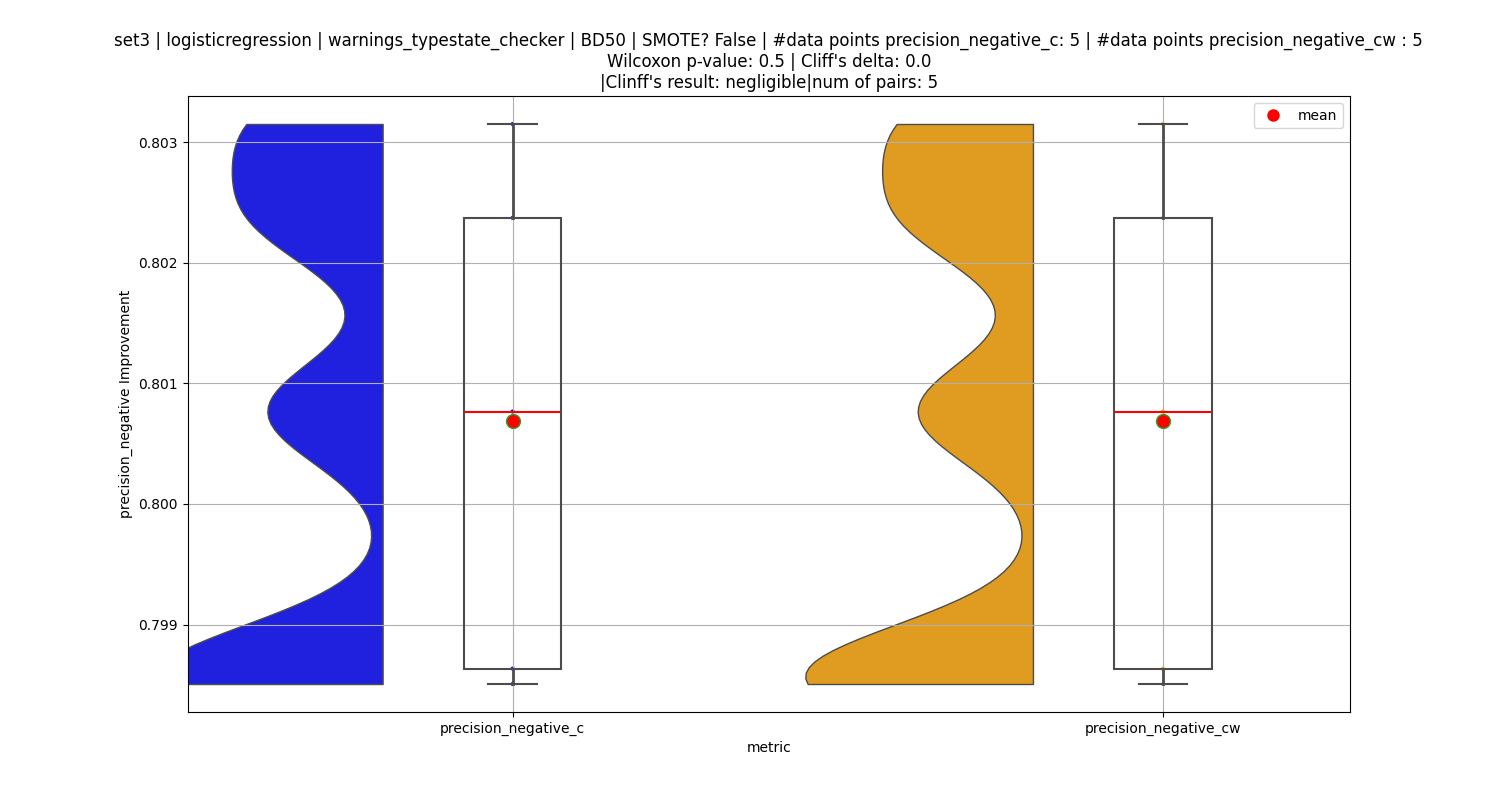 set3 | logisticregression | warnings_typestate_checker | BD50 | SMOTE? False | #data points precision_negative_c: 5 | #data points precision_negative_cw : 5
Wilcoxon p-value: 0.5 | Cliff's delta: 0.0
|Clinff's result: negligible|num of pairs: 5
mean
0.803
0.802
0.801
0.800
0.799
precision_negative Improvement
precision_negative_c
precision_negative_cw
metric